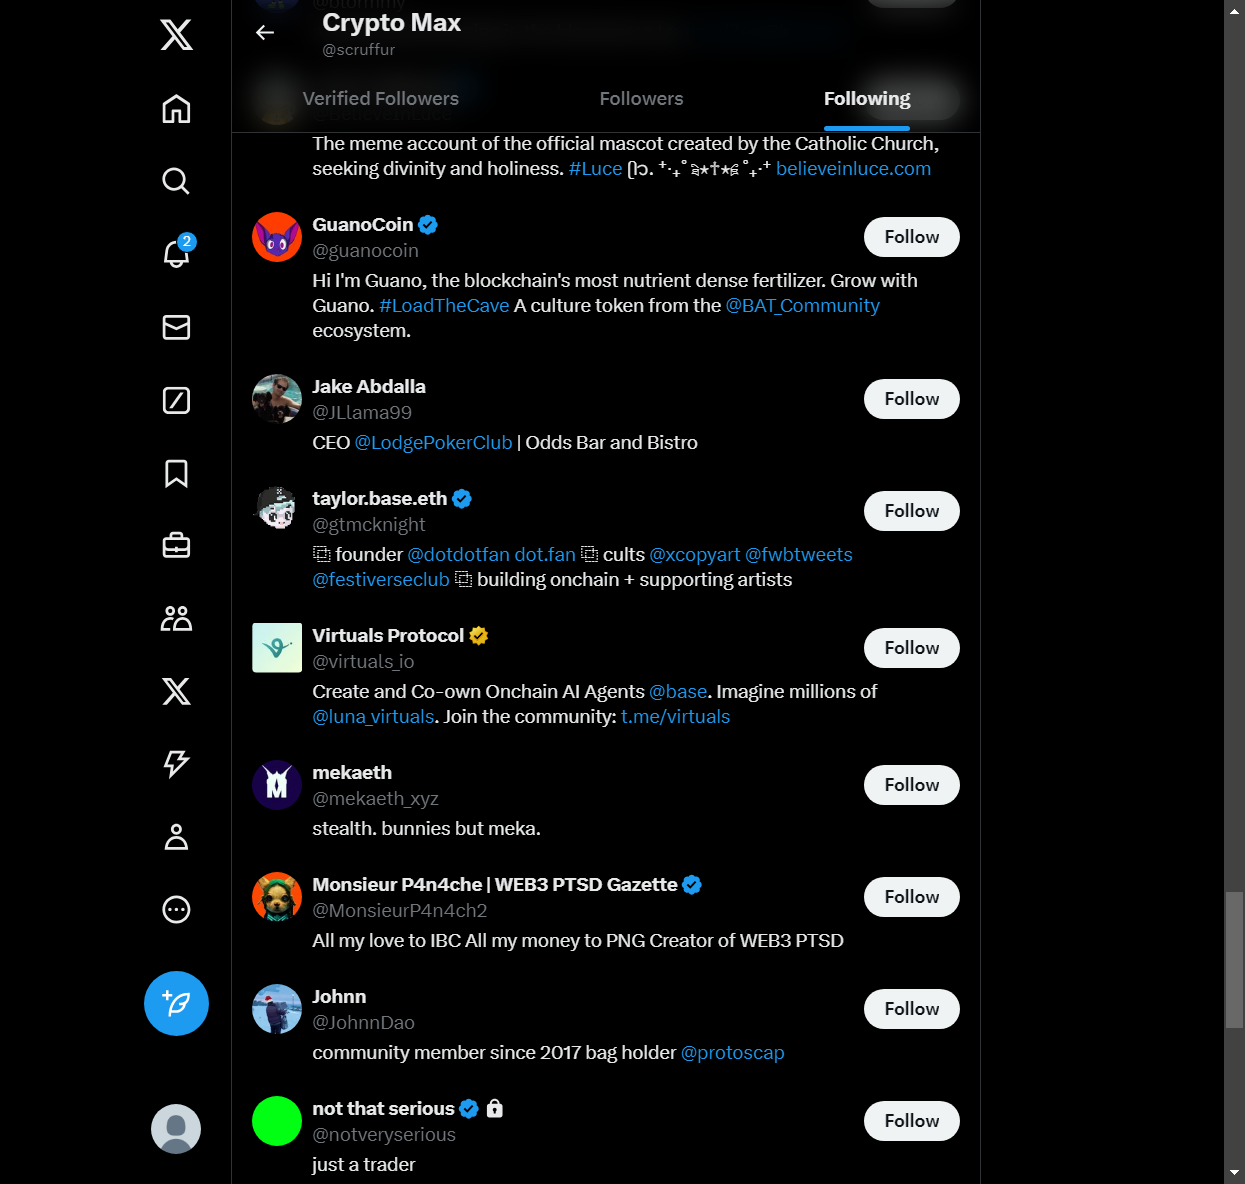 Crypto Max
@scruffur
Verified Followers
Followers
Following
The meme account of the official mascot created by the Catholic Church,
seeking divinity and holiness. #Luce believeinluce.com
GuanoCoin
@guanocoin
Follow
Hi I'm Guano, the blockchain's most nutrient dense fertilizer. Grow with
Guano. #LoadTheCave A culture token from the @BAT_Community
ecosystem.
Jake Abdalla
@JLlama99
Follow
CEO @LodgePokerClub | Odds Bar and Bistro
taylor.base.eth
@gtmcknight
Follow
⿻ founder @dotdotfan dot.fan ⿻ cults @xcopyart @fwbtweets
@festiverseclub ⿻ building onchain + supporting artists
Virtuals Protocol
@virtuals_io
Follow
Create and Co-own Onchain AI Agents @base. Imagine millions of
@luna_virtuals. Join the community: t.me/virtuals
mekaeth
@mekaeth_xyz
Follow
stealth. bunnies but meka.
Monsieur P4n4che | WEB3 PTSD Gazette
@MonsieurP4n4ch2
Follow
All my love to IBC All my money to PNG Creator of WEB3 PTSD
Johnn
@JohnnDao
Follow
community member since 2017 bag holder @protoscap
not that serious
@notveryserious
Follow
just a trader
2